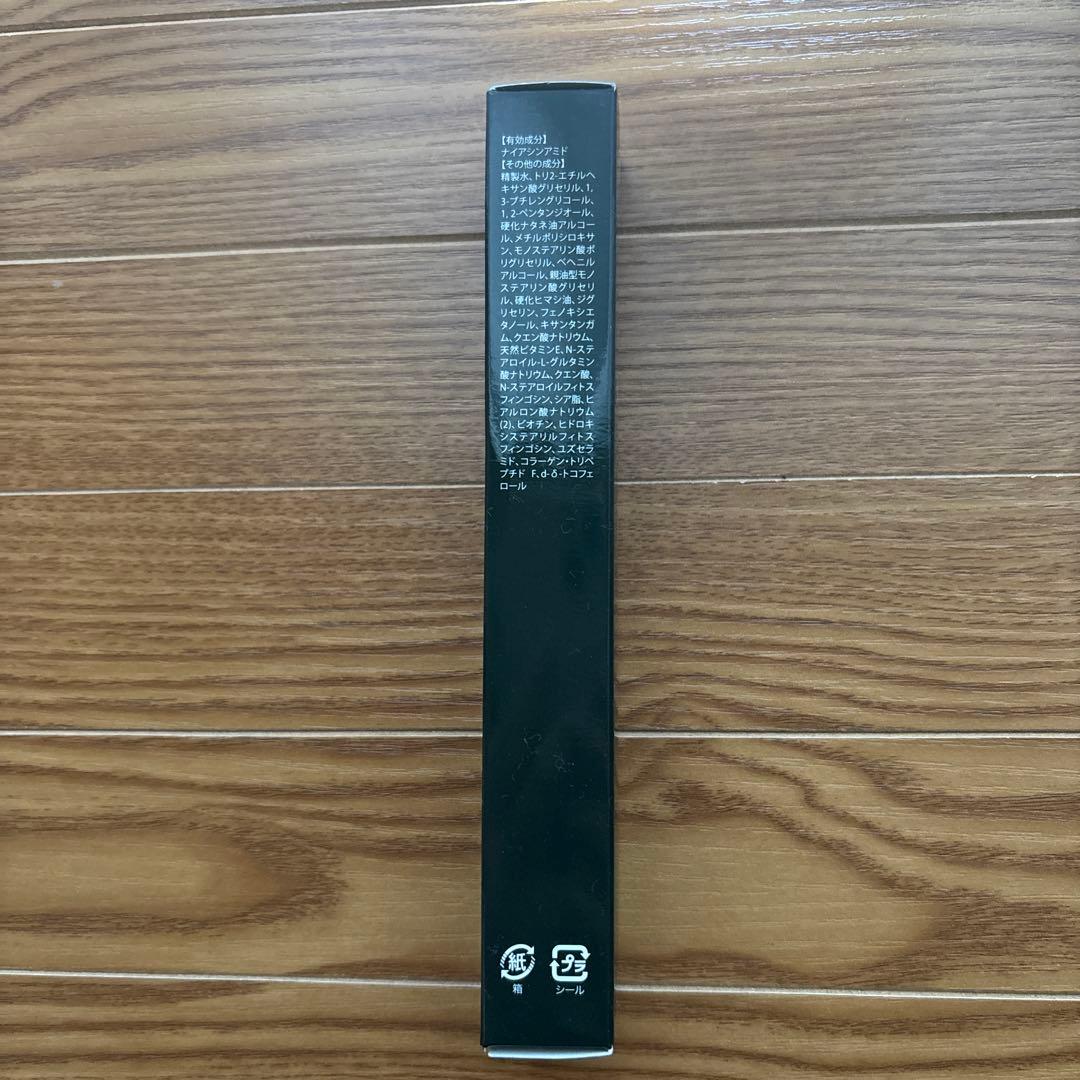 【有効成分】
ナイアシンアミド
【その他の成分】
精製水、トリ2-エチルヘ
キサン酸グリセリル、1,
3-ブチレングリコール、
1, 2-ペンタンジオール、
硬化ナタネ油アルコー
ル、メチルポリシロキサ
ン、モノステアリン酸ポ
リグリセリル、ベヘニル
アルコール、親油型モノ
ステアリン酸グリセリ
ル、硬化ヒマシ油、ジグ
リセリン、フェノキシエ
タノール、キサンタンガ
ム、クエン酸ナトリウム、
天然ビタミンE、N-ステ
アロイル-L-グルタミン
酸ナトリウム、クエン酸、
N-ステアロイルフィトス
フィンゴシン、シア脂、ヒ
アルロン酸ナトリウム
(2)、ビオチン、ヒドロキ
システアリルフィトス
フィンゴシン、ユズセラ
ミド、コラーゲン・トリペ
プチド F、d-δ-トコフェ
ロール
紙 プラ
箱 シール